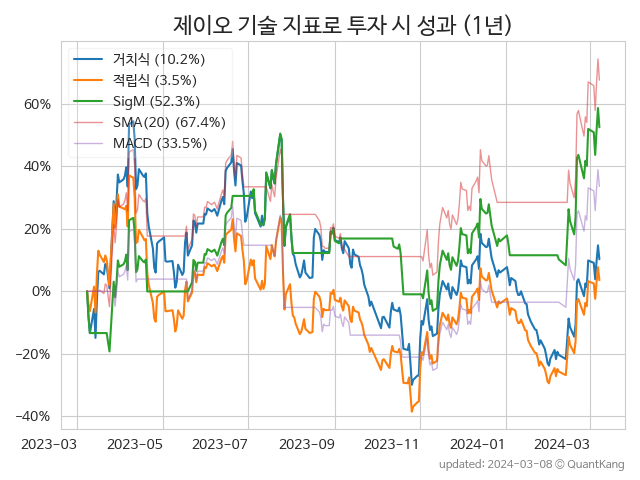 제이오 기술 지표로 투자 시 성과 (1년)
거치식 (10.2%)
적립식 (3.5%)
SigM (52.3%)
SMA(20) (67.4%)
MACD (33.5%)
60%
40%
20%
0%
−20%
−40%
2023−03 2023−05 2023−07 2023−09 2023−11 2024−01 2024−03
updated: 2024−03−08 © QuantKang